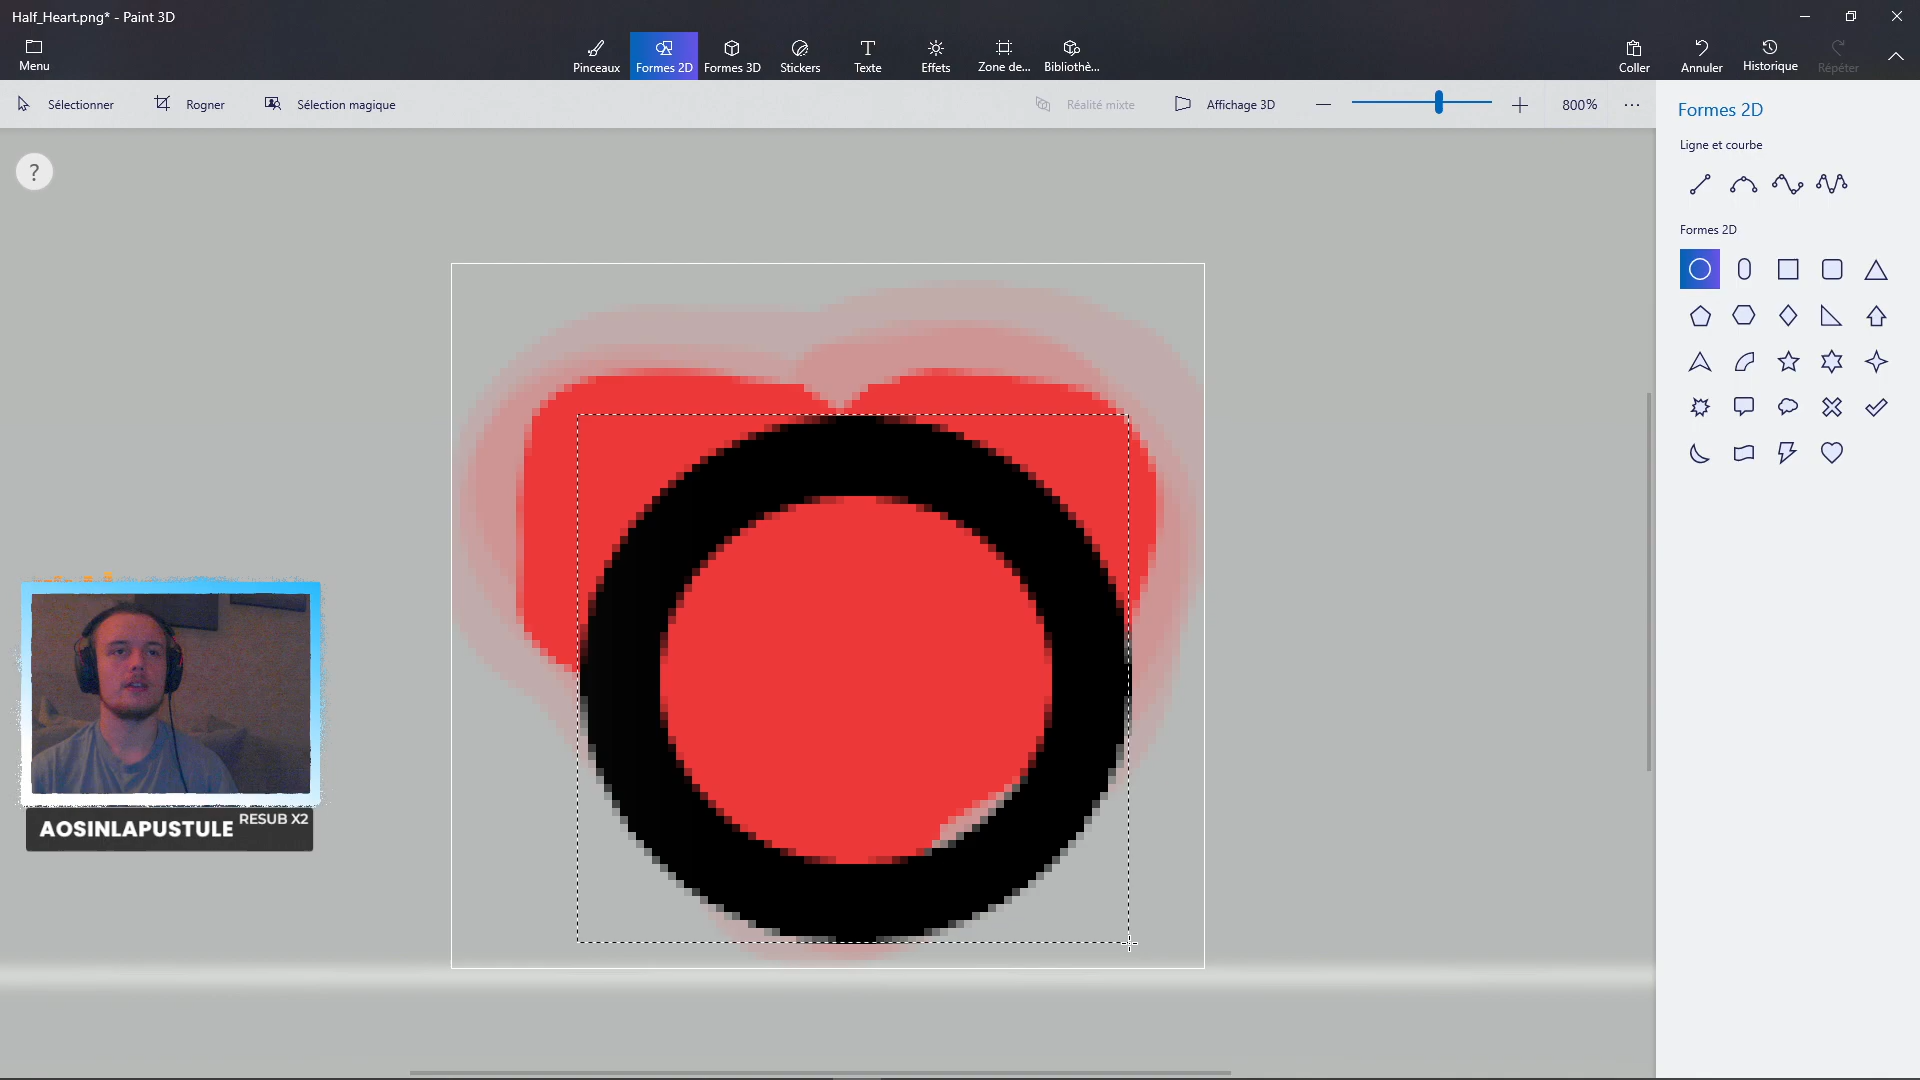 Half_Heart.png* - Paint 3D
Menu
Pinceaux
Formes 2D
Formes 3D
Stickers
Texte
Effets
Zone de...
Bibliothè...
Coller
Annuler
Historique
Répéter
Sélectionner
Rogner
Sélection magique
Réalité mixte
Affichage 3D
800%
Formes 2D
Ligne et courbe
Formes 2D
?
AOSINLAPUSTULE RESUB X2